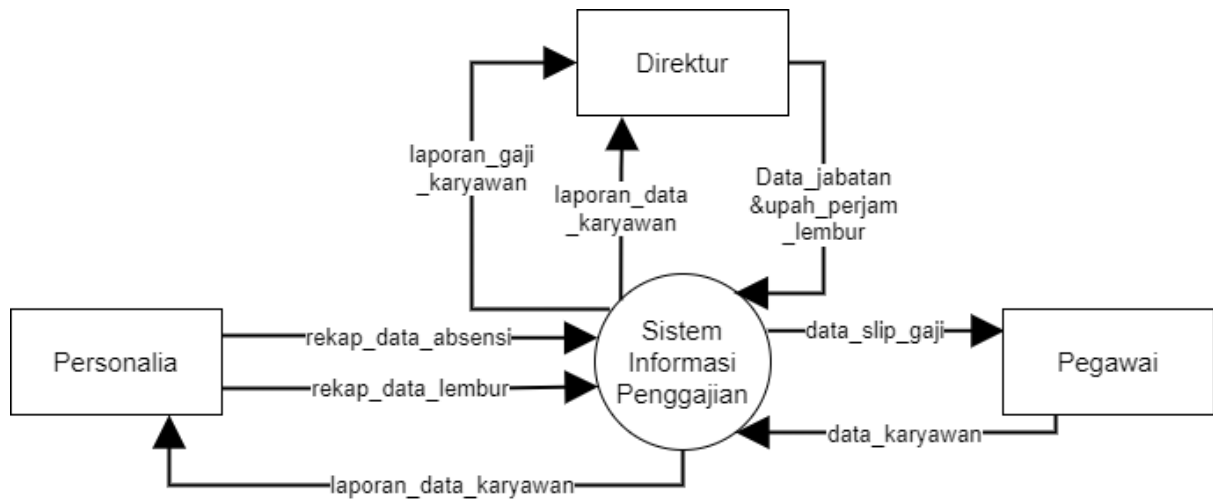 Direktur
laporan_gaji
_karyawan
laporan_data
_karyawan
Data_jabatan
&upah_perjam
_lembur
Personalia
rekap_data_absensi
rekap_data_lembur
Sistem
Informasi
Penggajian
data_slip_gaji
Pegawai
data_karyawan
laporan_data_karyawan